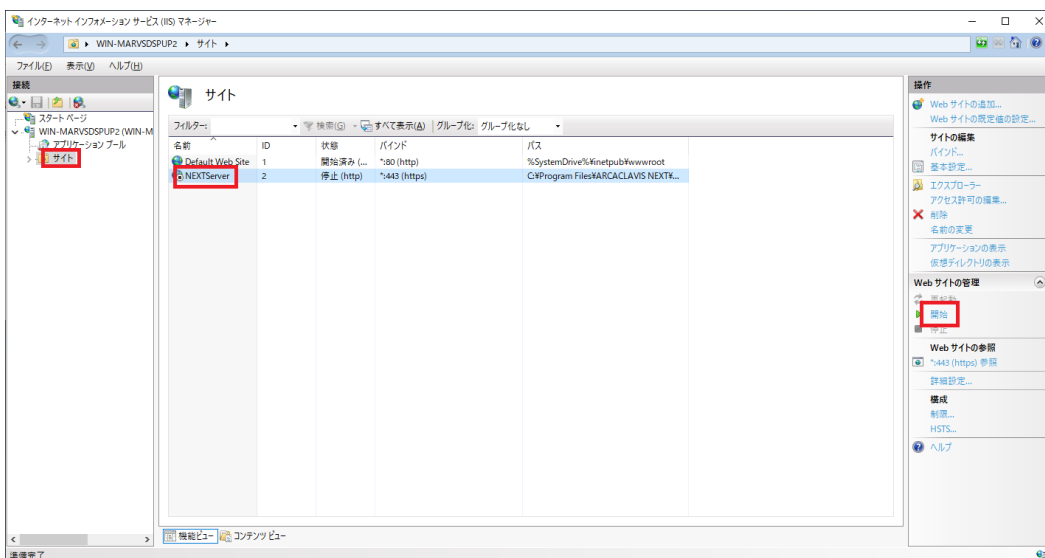 インターネット インフォメーション サービス (IIS) マネージャー
WIN-MARVSDSPUP2 サイト
ファイル(F) 表示(V) ヘルプ(H)
接続
スタート ページ
WIN-MARVSDSPUP2 (WIN-M
アプリケーション プール
サイト
サイト
フィルター: 検索(G) すべて表示(A) グループ化: グループ化なし
名前 ID 状態 バインド パス
Default Web Site 1 開始済み (... *:80 (http) %SystemDrive%¥inetpub¥wwwroot
NEXTServer 2 停止 (http) *:443 (https) C:¥Program Files¥ARCACLAVIS NEXT¥...
機能ビュー コンテンツ ビュー
操作
Web サイトの追加...
Web サイトの既定値の設定...
サイトの編集
バインド...
基本設定...
エクスプローラー
アクセス許可の編集...
削除
名前の変更
アプリケーションの表示
仮想ディレクトリの表示
Web サイトの管理
再起動
開始
停止
Web サイトの参照
*:443 (https) 参照
詳細設定...
構成
制限...
HSTS...
ヘルプ
準備完了